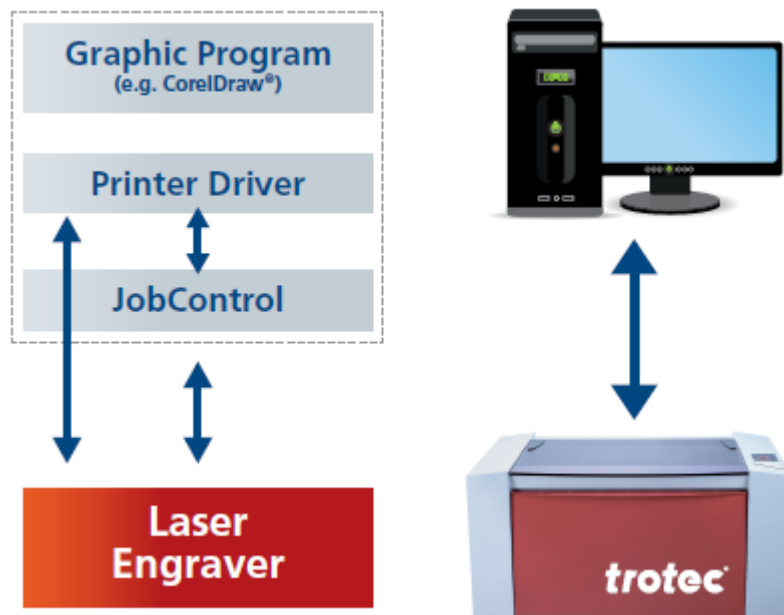 Graphic Program
(e.g. CorelDraw®)
Printer Driver
JobControl
Laser
Engraver
trotec